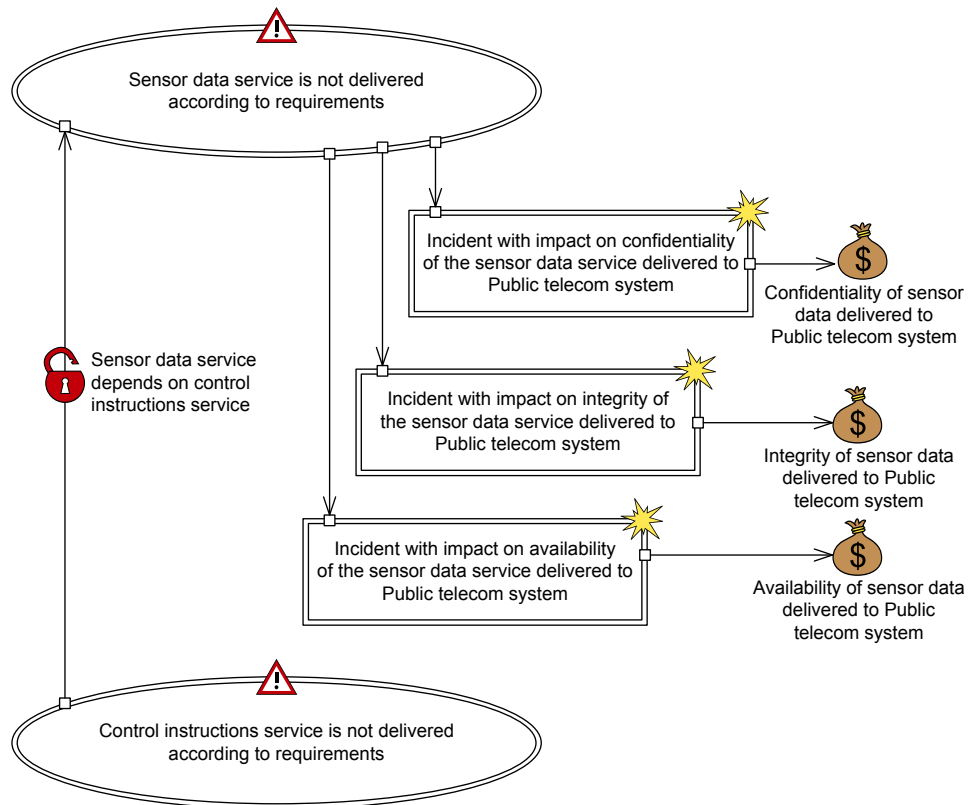 Sensor data service is not delivered
according to requirements
Incident with impact on confidentiality
of the sensor data service delivered to
Public telecom system
$
Confidentiality of sensor
data delivered to
Public telecom system
Sensor data service
depends on control
instructions service
Incident with impact on integrity of
the sensor data service delivered to
Public telecom system
$
Integrity of sensor data
delivered to Public
telecom system
Incident with impact on availability
of the sensor data service delivered to
Public telecom system
$
Availability of sensor data
delivered to Public
telecom system
Control instructions service is not delivered
according to requirements